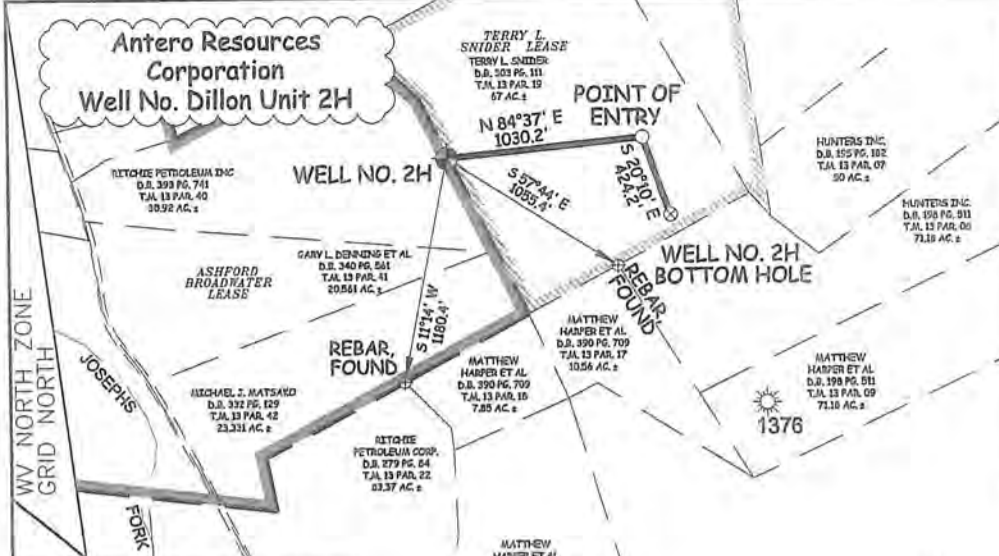 Antero Resources
Corporation
Well No. Dillon Unit 2H
TERRY L.
SNIDER LEASE
TERRY L. SNIDER
D.B. 303 PG. 111
T.M. 13 PAR. 19
67 AC. ±
POINT OF
ENTRY
N 84°37' E
1030.2'
S 20°10' E
424.2'
S 57°44' E
1055.4'
WELL NO. 2H
RITCHIE PETROLEUM INC
D.B. 393 PG. 741
T.M. 13 PAR. 40
AC. ±
HUNTERS INC.
D.B. 195 PG. 102
T.M. 13 PAR. 07
50 AC. ±
HUNTERS INC.
D.B. 198 PG. 511
T.M. 13 PAR. 08
71.18 AC. ±
GARY L. DENNING ET AL
D.B. 340 PG. 561
T.M. 13 PAR. 41
20.561 AC. ±
ASHFORD
BROADWATER
LEASE
WELL NO. 2H
BOTTOM HOLE
REBAR,
FOUND
S 11°14' W
1180.4'
REBAR,
FOUND
MATTHEW
HARPER ET AL
D.B. 390 PG. 709
T.M. 13 PAR. 17
10.56 AC. ±
MATTHEW
HARPER ET AL
D.B. 390 PG. 709
T.M. 13 PAR. 16
7.85 AC. ±
MATTHEW
HARPER ET AL
D.B. 198 PG. 511
T.M. 13 PAR. 09
71.18 AC. ±
1376
MICHAEL J.
D.B. 332 PG. 129
T.M. 13 PAR. 42
23.331 AC. ±
RITCHIE
PETROLEUM CORP.
D.B. 279 PG. 64
T.M. 13 PAR. 22
83.37 AC. ±
JOSEPHS
FORK
WV NORTH ZONE
GRID NORTH
MATTHEW
HARPER ET AL